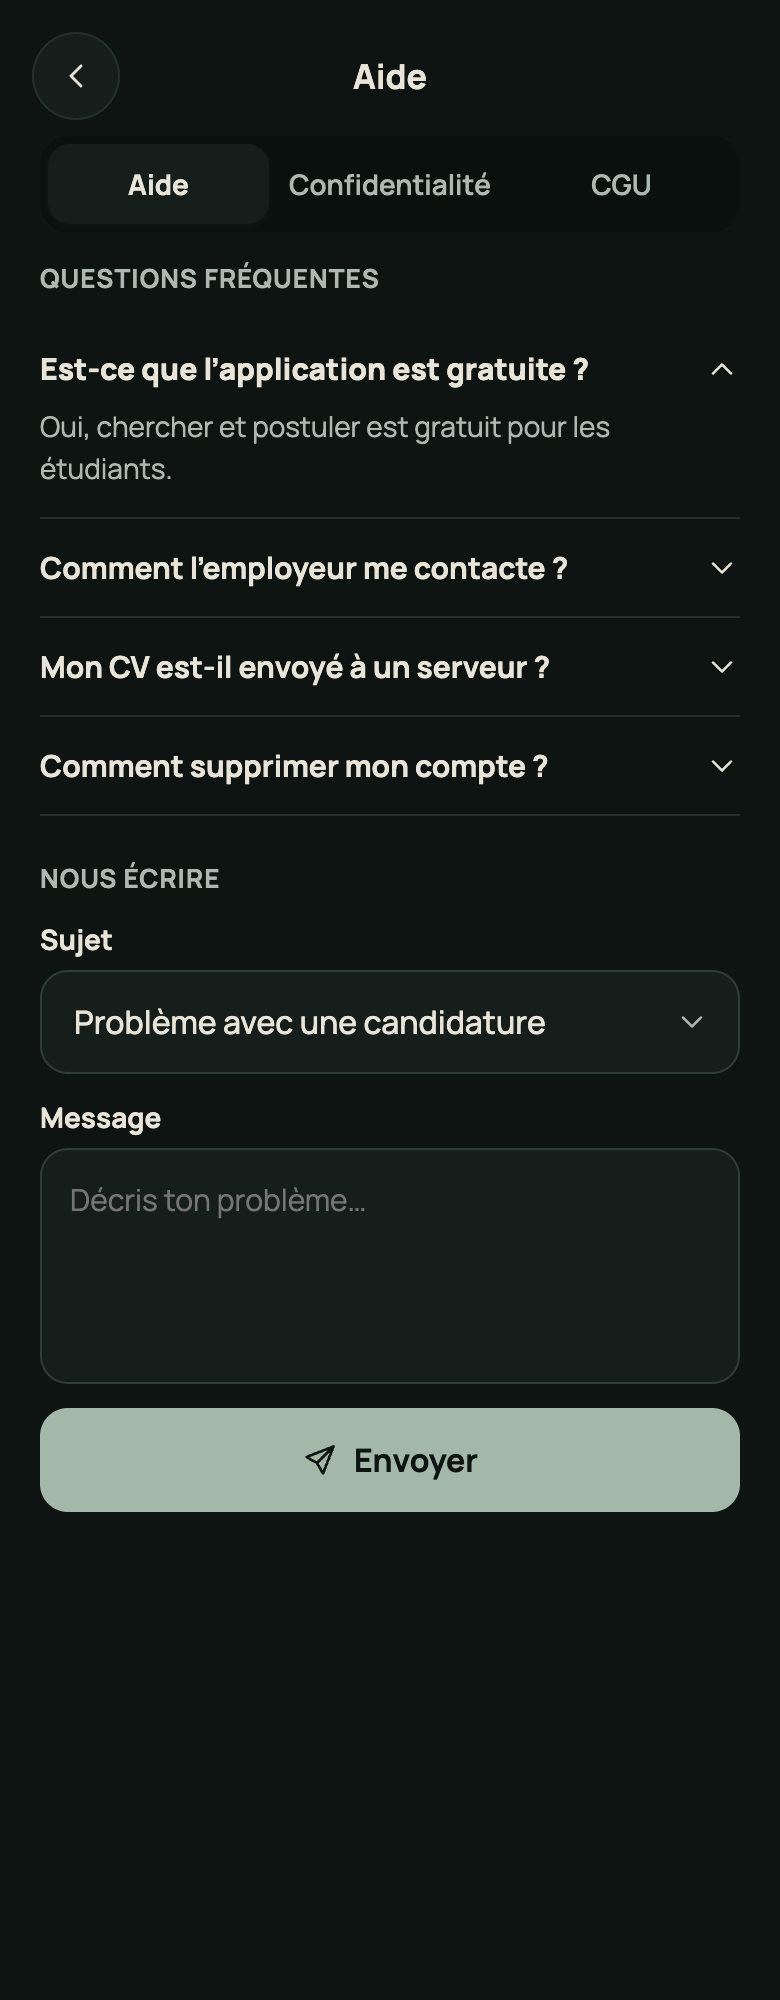 Aide
Aide
Confidentialité
CGU
QUESTIONS FRÉQUENTES
Est-ce que l’application est gratuite ?
Oui, chercher et postuler est gratuit pour les
étudiants.
Comment l’employeur me contacte ?
Mon CV est-il envoyé à un serveur ?
Comment supprimer mon compte ?
NOUS ÉCRIRE
Sujet
Problème avec une candidature
Message
Décris ton problème…
Envoyer